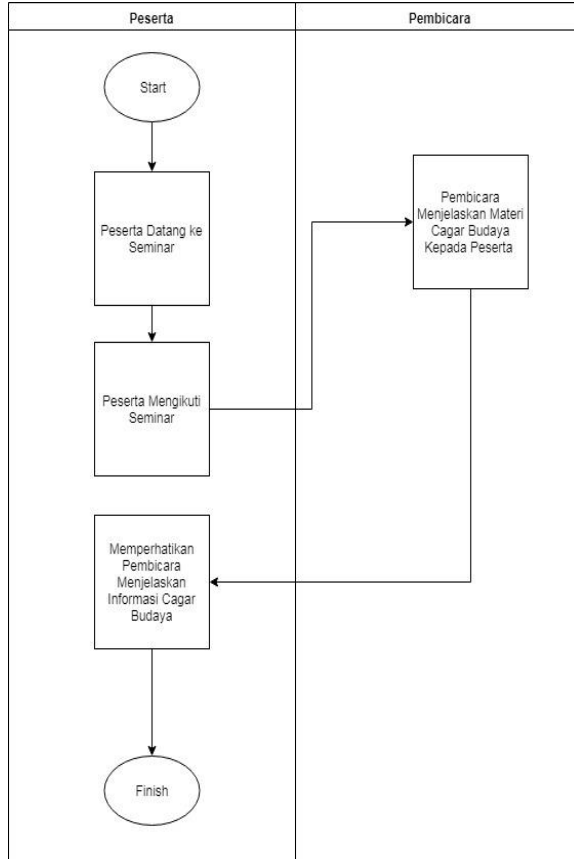 Peserta
Pembicara
Start
Peserta Datang ke
Seminar
Pembicara
Menjelaskan Materi
Cagar Budaya
Kepada Peserta
Peserta Mengikuti
Seminar
Memperhatikan
Pembicara
Menjelaskan
Informasi Cagar
Budaya
Finish